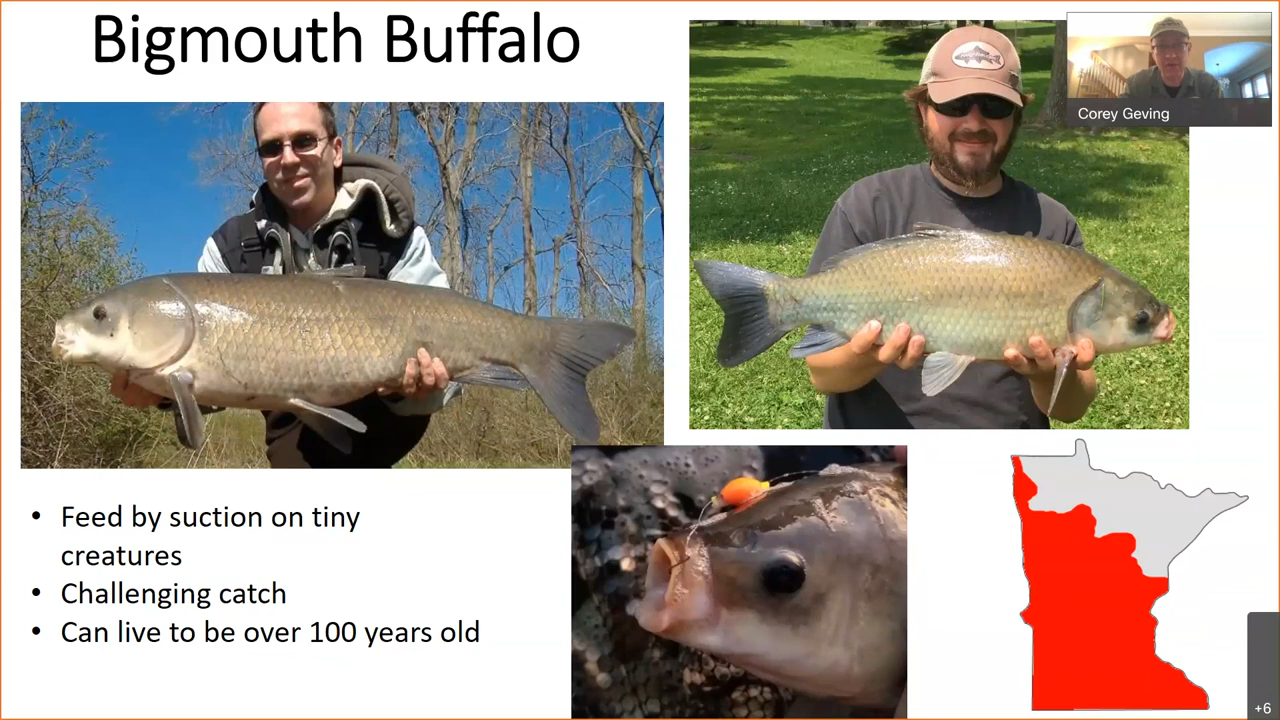 Bigmouth Buffalo
Corey Geving
• Feed by suction on tiny
creatures
• Challenging catch
• Can live to be over 100 years old
+6